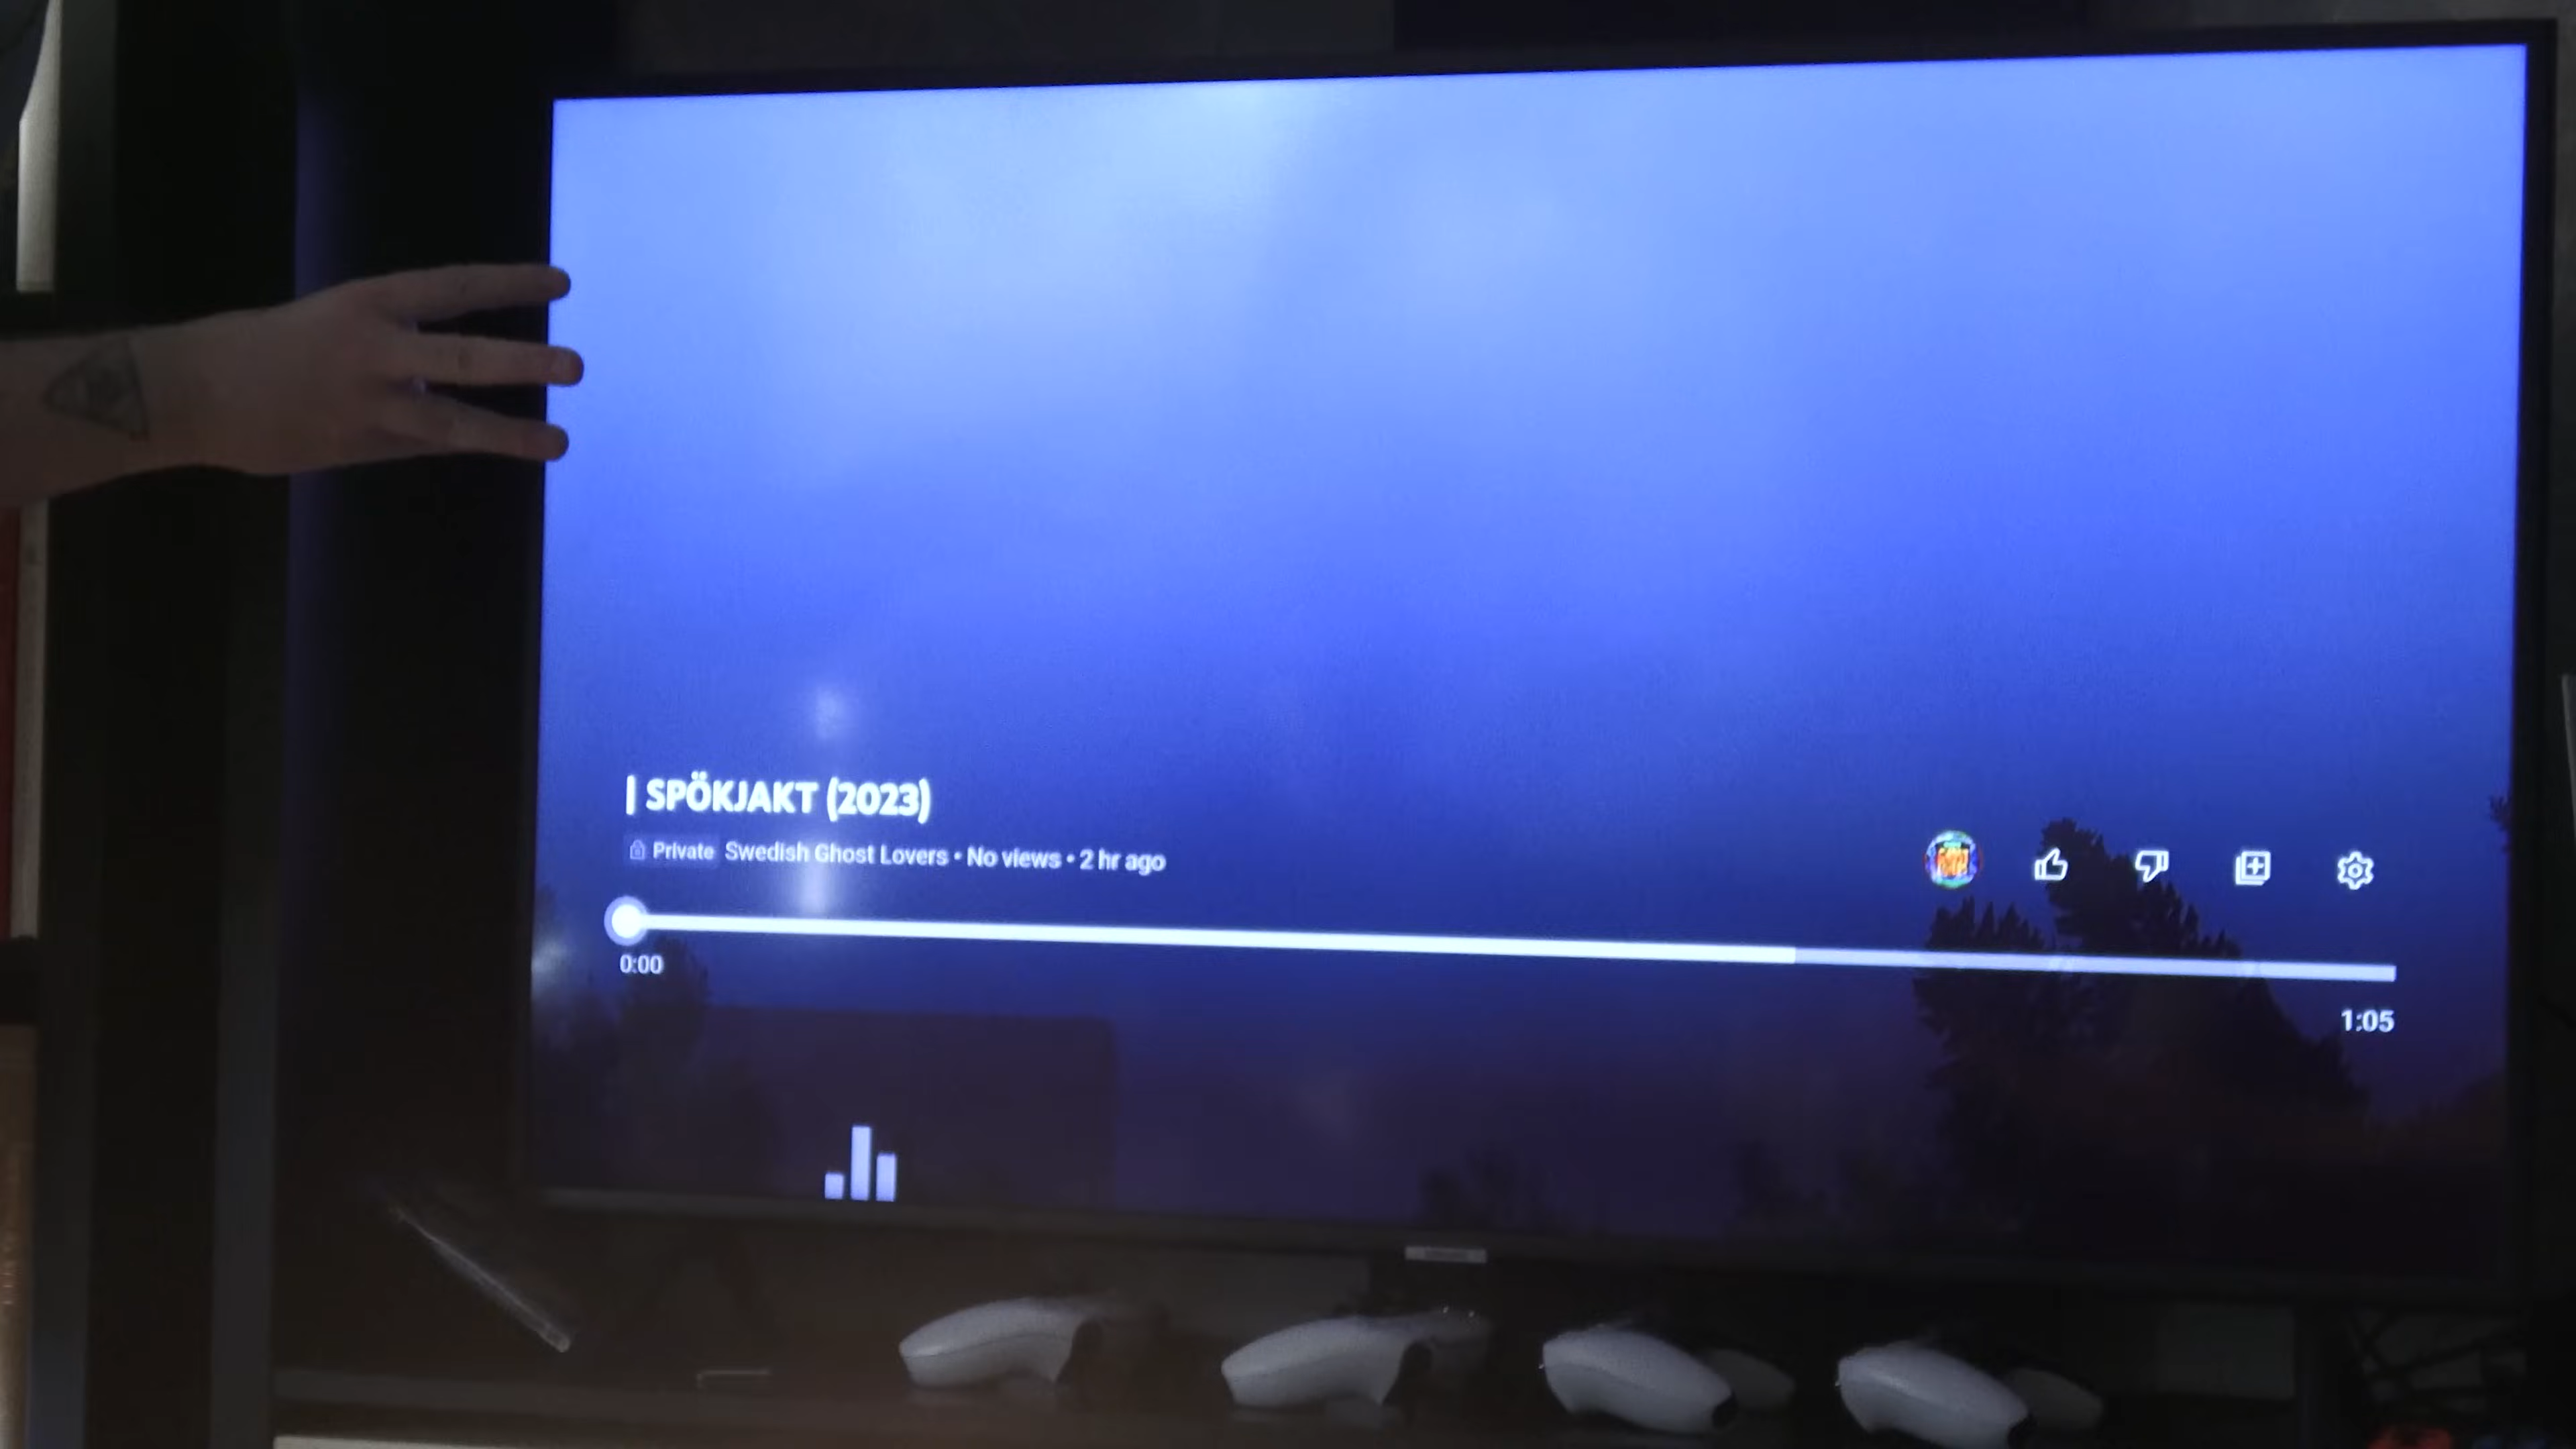 | SPÖKJAKT (2023)
Private Swedish Ghost Lovers • No views • 2 hr ago
0:00
1:05